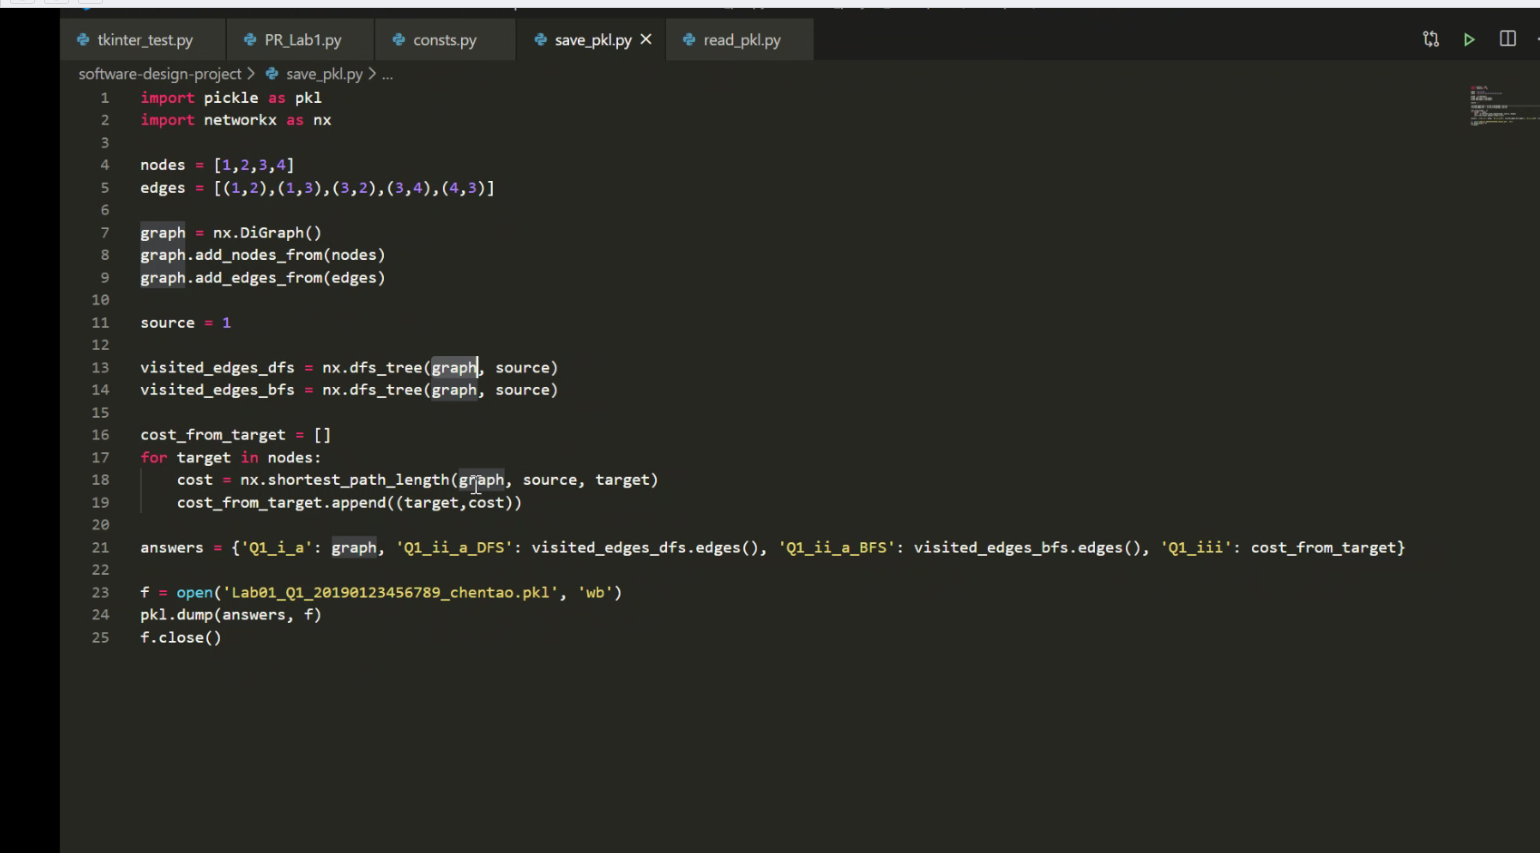 tkinter_test.py PR_Lab1.py consts.py save_pkl.py read_pkl.py
software-design-project > save_pkl.py > ...
1 import pickle as pkl
2 import networkx as nx
3
4 nodes = [1,2,3,4]
5 edges = [(1,2),(1,3),(3,2),(3,4),(4,3)]
6
7 graph = nx.DiGraph()
8 graph.add_nodes_from(nodes)
9 graph.add_edges_from(edges)
10
11 source = 1
12
13 visited_edges_dfs = nx.dfs_tree(graph, source)
14 visited_edges_bfs = nx.dfs_tree(graph, source)
15
16 cost_from_target = []
17 for target in nodes:
18 cost = nx.shortest_path_length(graph, source, target)
19 cost_from_target.append((target,cost))
20
21 answers = {'Q1_i_a': graph, 'Q1_ii_a_DFS': visited_edges_dfs.edges(), 'Q1_ii_a_BFS': visited_edges_bfs.edges(), 'Q1_iii': cost_from_target}
22
23 f = open('Lab01_Q1_20190123456789_chentao.pkl', 'wb')
24 pkl.dump(answers, f)
25 f.close()